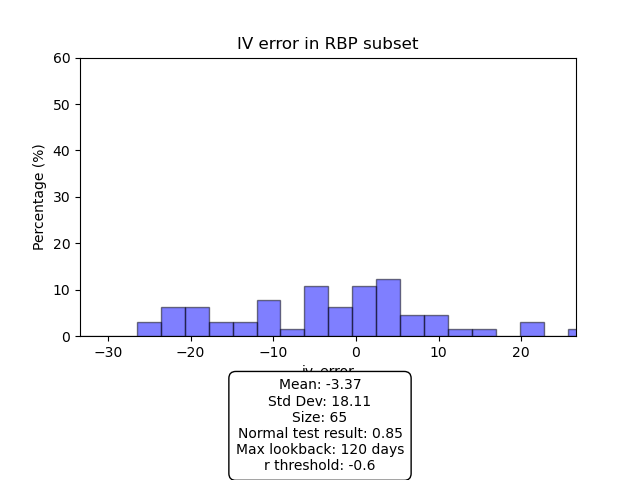 IV error in RBP subset
60
50
40
30
20
10
0
Percentage (%)
−30
−20
−10
0
10
20
iv_error
Mean: -3.37
Std Dev: 18.11
Size: 65
Normal test result: 0.85
Max lookback: 120 days
r threshold: -0.6